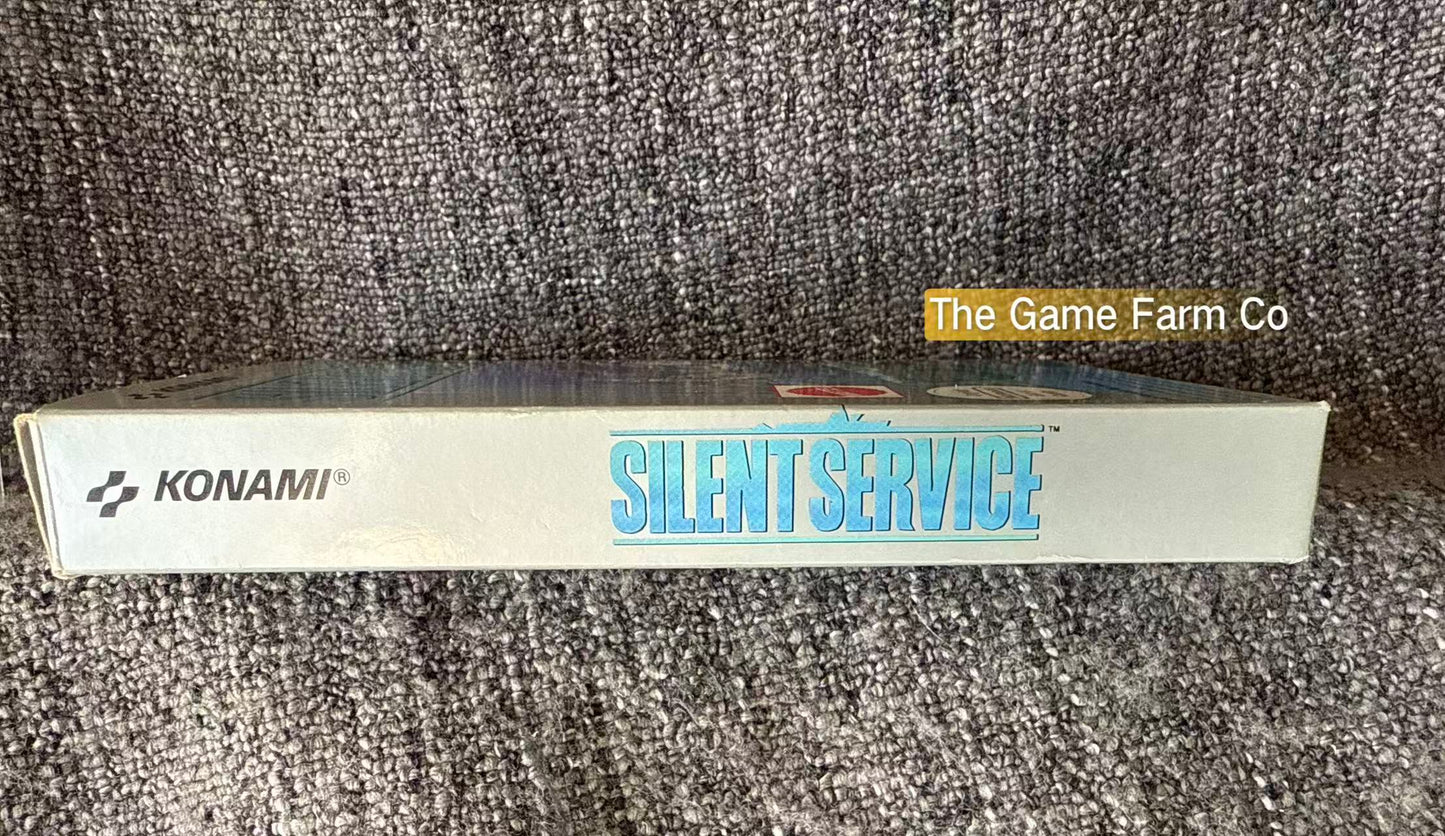 The Game Farm Co
KONAMI®
SILENT SERVICE™